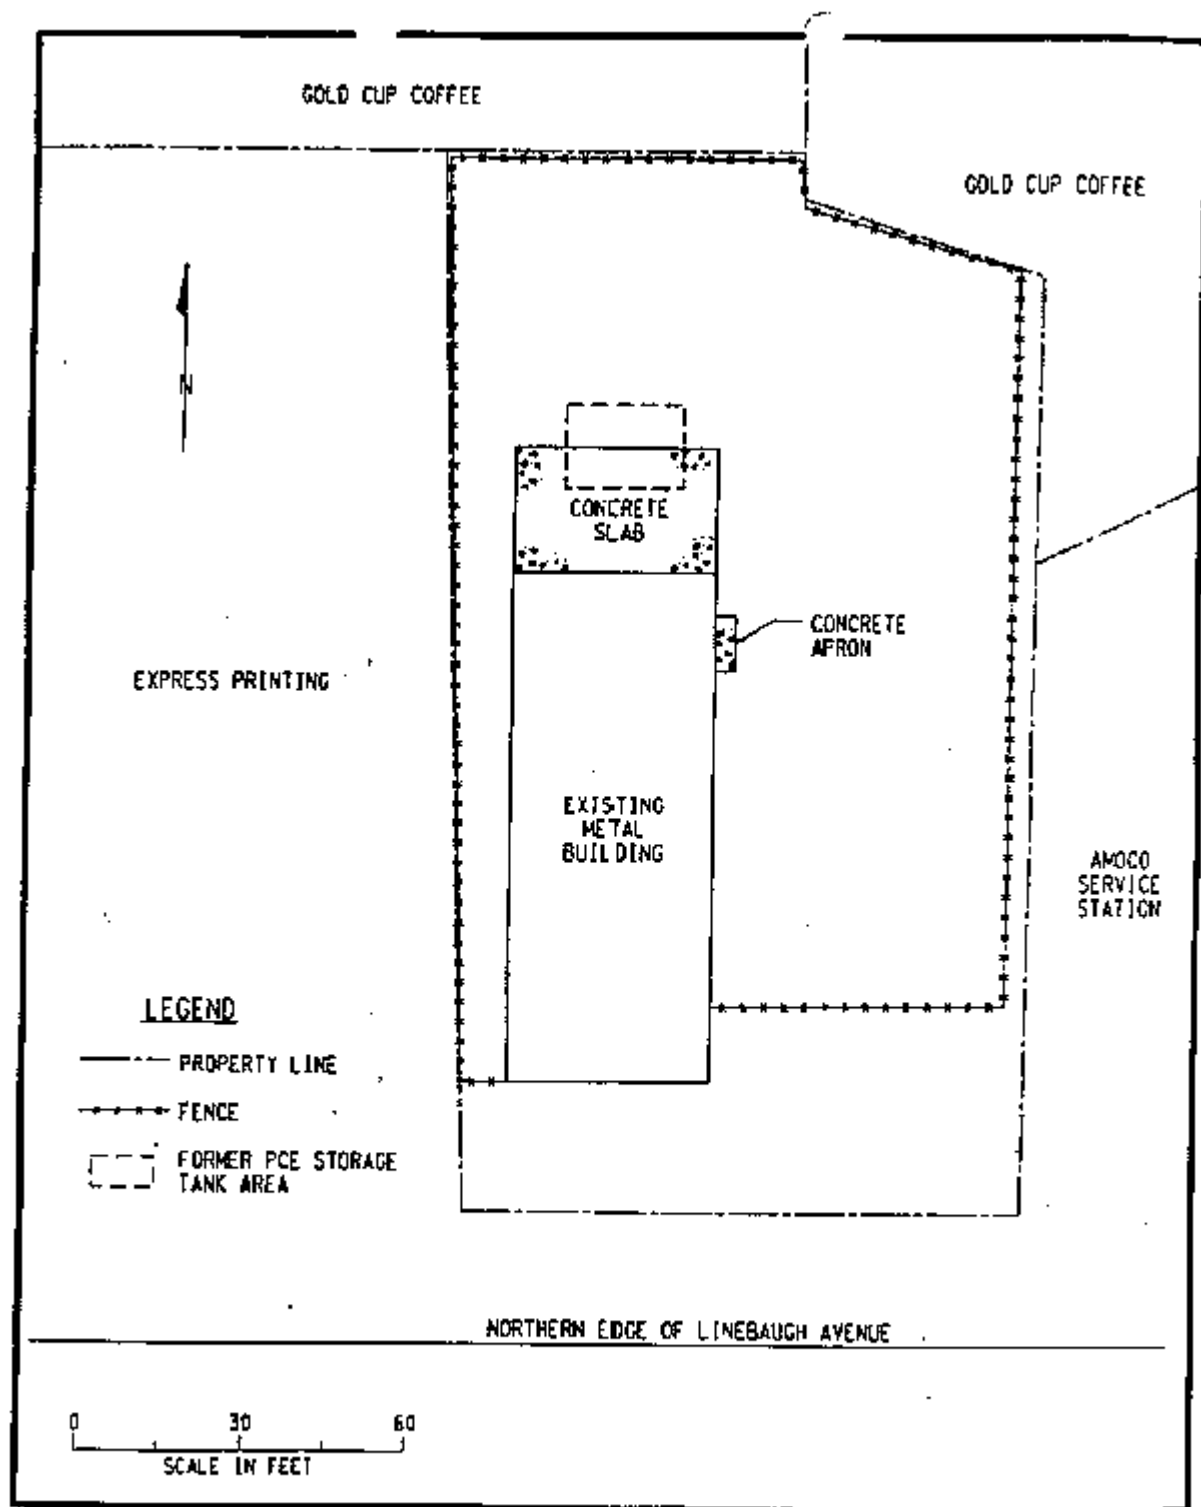 GOLD CUP COFFEE
GOLD CUP COFFEE
N
CONCRETE
SLAB
CONCRETE
APRON
EXPRESS PRINTING
EXISTING
METAL
BUILDING
AMOCO
SERVICE
STATION
LEGEND
PROPERTY LINE
FENCE
FORMER PCE STORAGE
TANK AREA
NORTHERN EDGE OF LINEBAUGH AVENUE
0 30 60
SCALE IN FEET